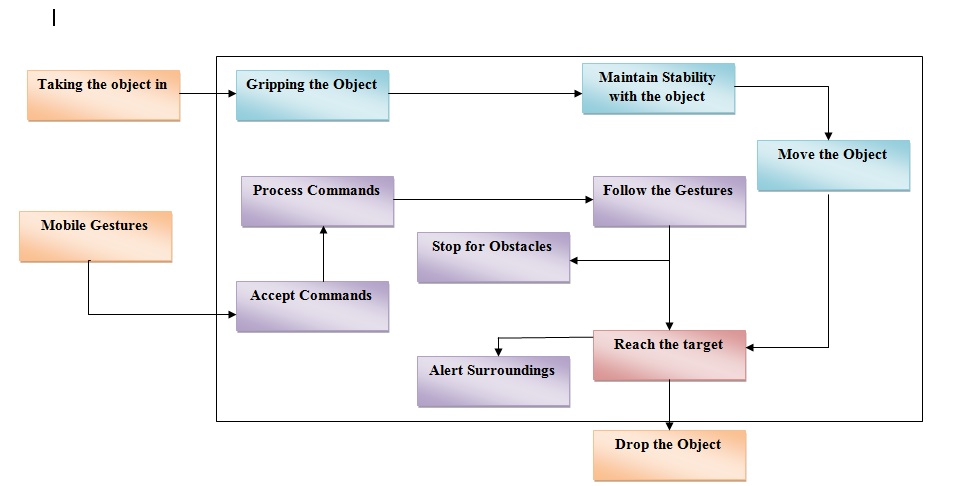 Taking the object in
Gripping the Object
Maintain Stability
with the object
Move the Object
Process Commands
Follow the Gestures
Mobile Gestures
Stop for Obstacles
Accept Commands
Reach the target
Alert Surroundings
Drop the Object